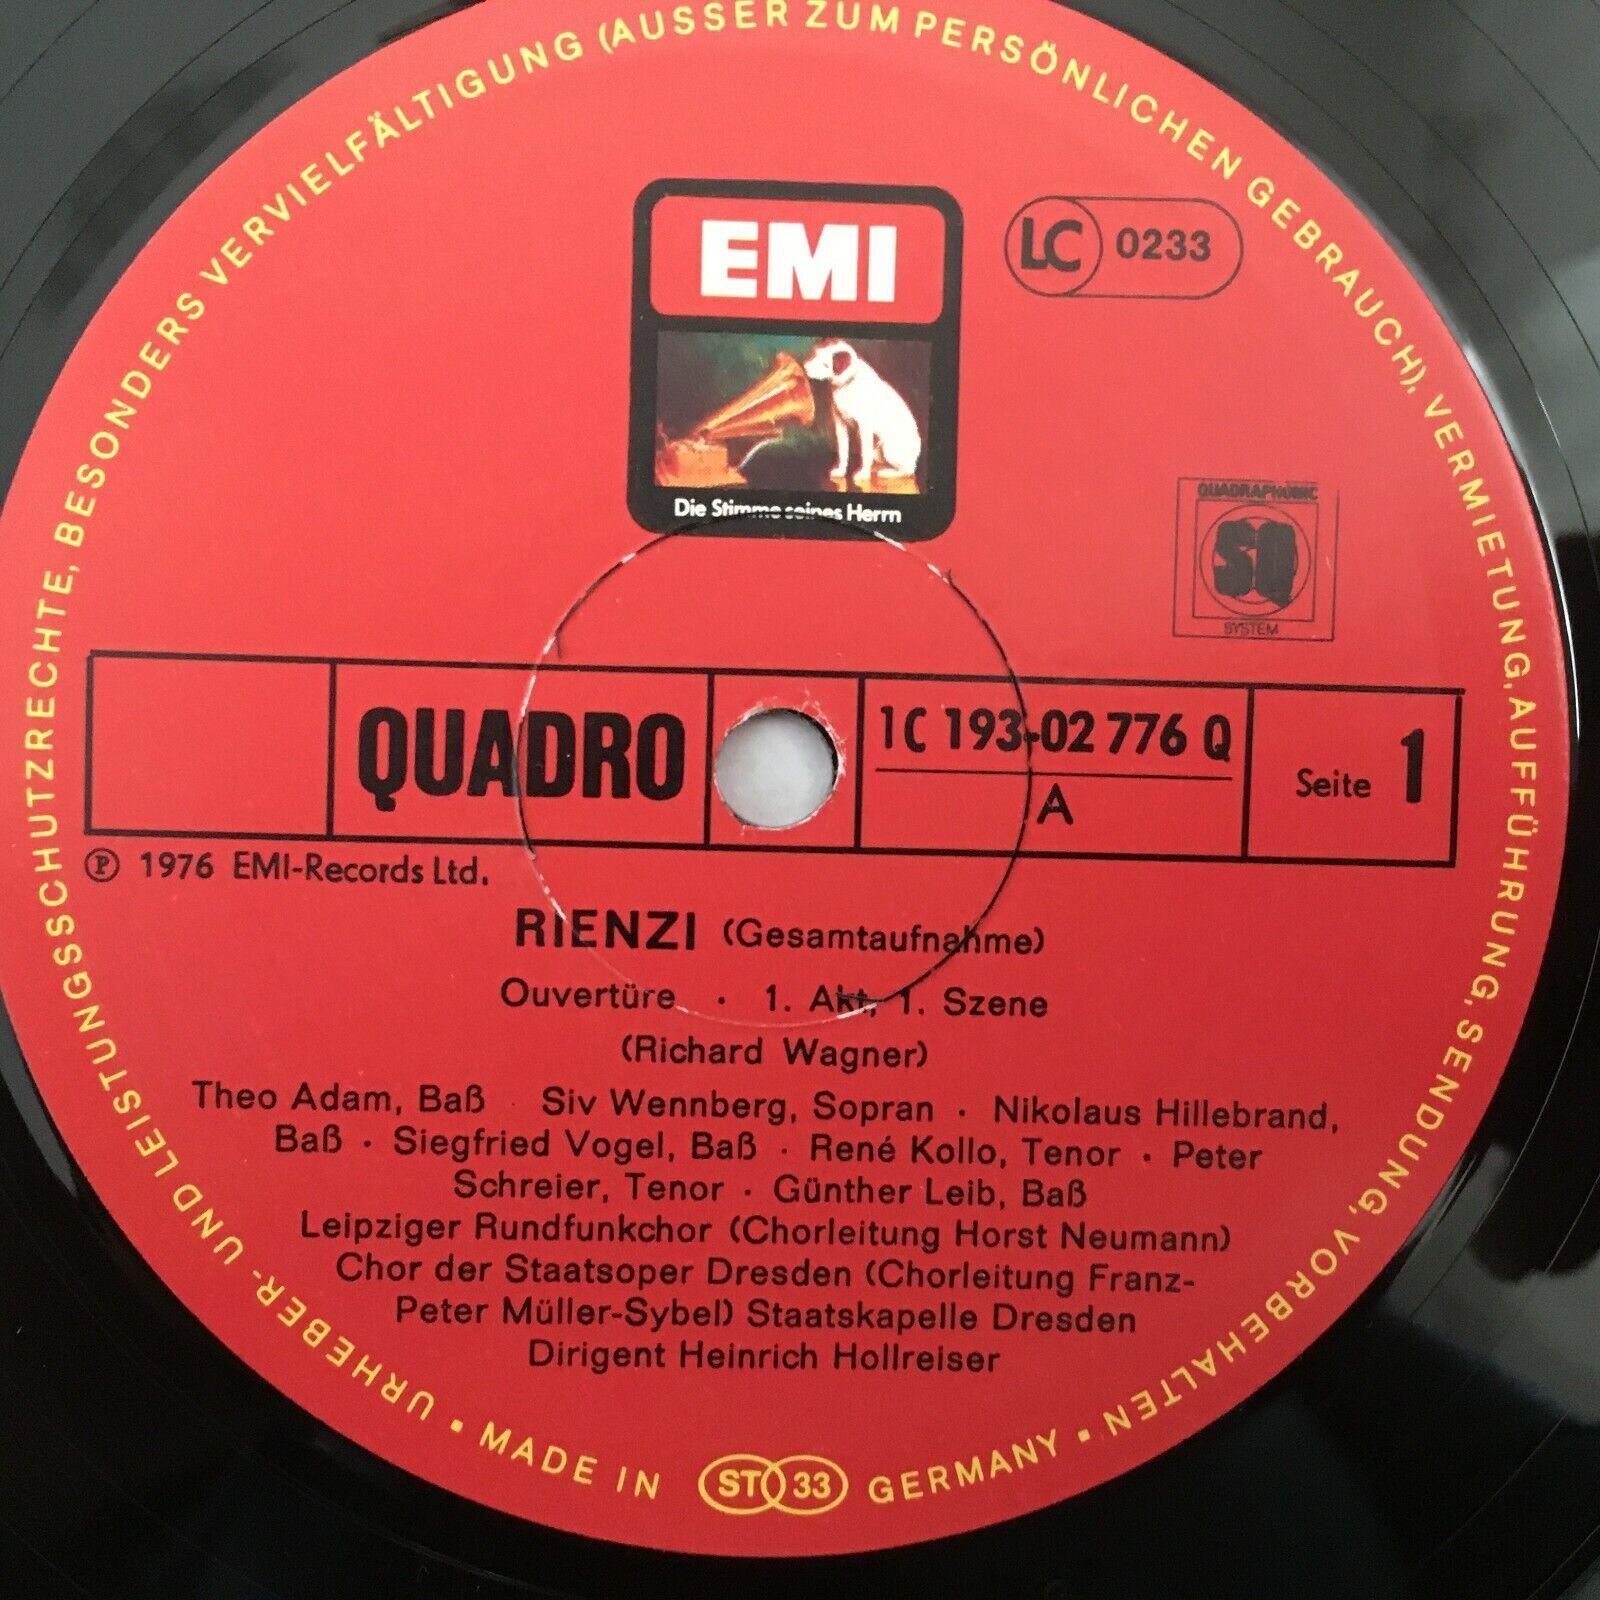 URHEBER- UND LEISTUNGSSCHUTZRECHTE, BESONDERS VERVIELFÄLTIGUNG (AUSSER ZUM PERSÖNLICHEN GEBRAUCH), VERMIETUNG, AUFFÜHRUNG, SENDUNG, VORBEHALTEN
EMI
LC 0233
Die Stimme seines Herrn
QUADRAPHONIC
SQ
SYSTEM
QUADRO
1C 193-02 776 Q
A
Seite 1
℗ 1976 EMI-Records Ltd.
RIENZI (Gesamtaufnahme)
Ouvertüre · 1. Akt, 1. Szene
(Richard Wagner)
Theo Adam, Baß · Siv Wennberg, Sopran · Nikolaus Hillebrand,
Baß · Siegfried Vogel, Baß · René Kollo, Tenor · Peter
Schreier, Tenor · Günther Leib, Baß
Leipziger Rundfunkchor (Chorleitung Horst Neumann)
Chor der Staatsoper Dresden (Chorleitung Franz-
Peter Müller-Sybel) Staatskapelle Dresden
Dirigent Heinrich Hollreiser
▪ MADE IN ST 33 GERMANY ▪